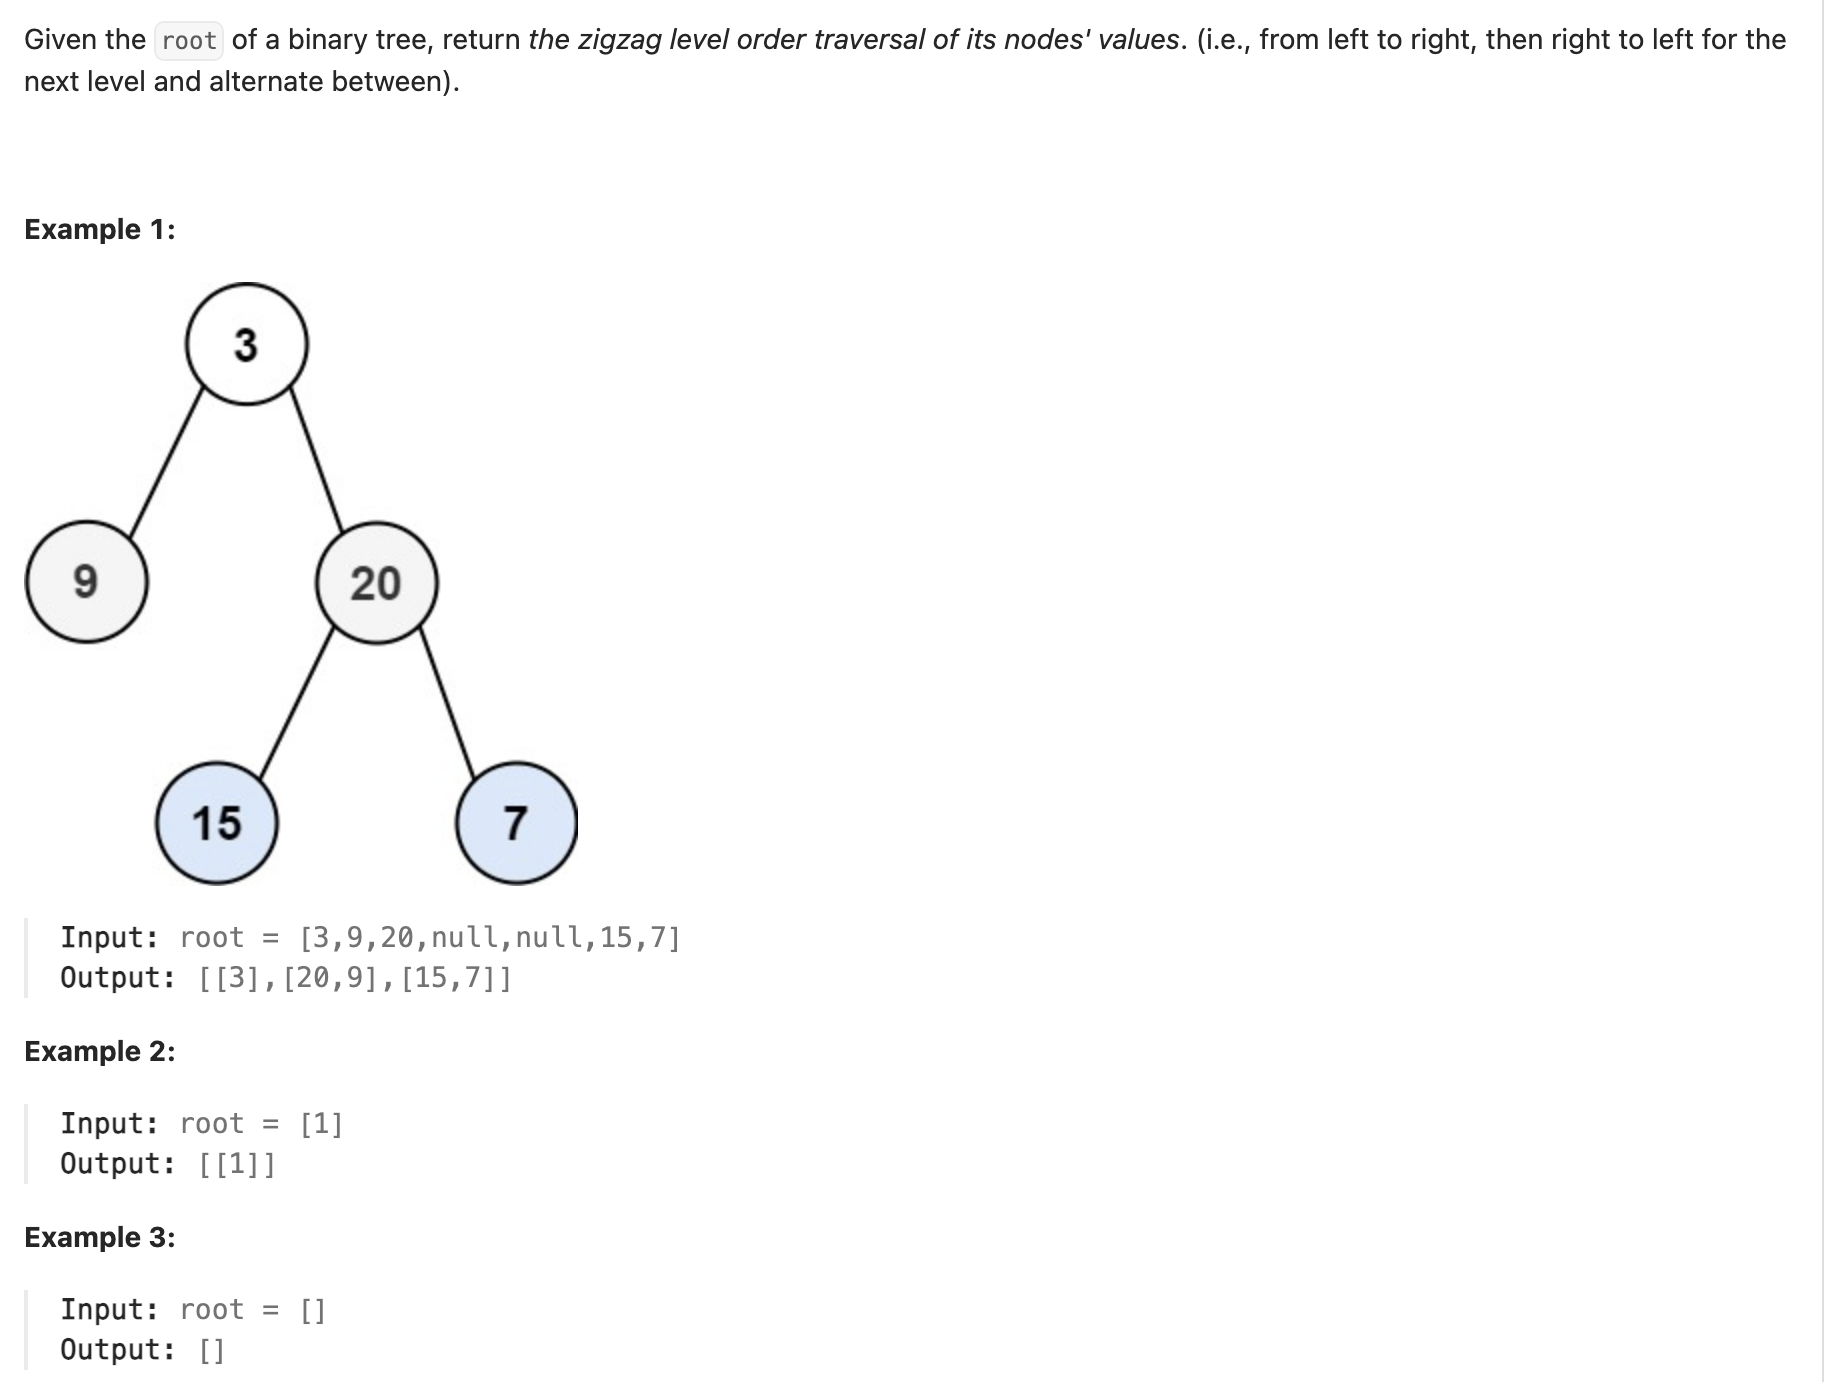 Given the root of a binary tree, return the zigzag level order traversal of its nodes' values. (i.e., from left to right, then right to left for the
next level and alternate between).
Example 1:
3
9
20
15
7
Input: root = [3,9,20,null,null,15,7]
Output: [[3],[20,9],[15,7]]
Example 2:
Input: root = [1]
Output: [[1]]
Example 3:
Input: root = []
Output: []